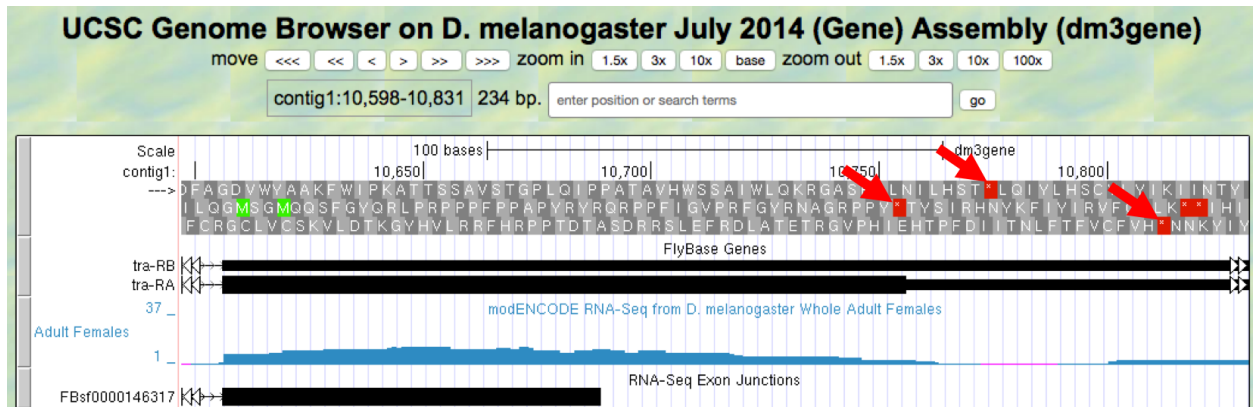 UCSC Genome Browser on D. melanogaster July 2014 (Gene) Assembly (dm3gene)
move <<< << < > >> >>> zoom in 1.5x 3x 10x base zoom out 1.5x 3x 10x 100x
contig1:10,598-10,831 234 bp. enter position or search terms go
Scale 100 bases dm3gene
contig1: 10,650 10,700 10,750 10,800
---> D F A G D V W Y A A K F W I P K A T T S S A V S T G P L Q I P P A T A V H W S S A I W L Q K R G A S L N I L H S T * L Q I Y L H S C I K I I N T Y
I L Q G M S G M Q Q S F G Y Q R L P R P P P F P P A P Y R Y R Q R P P F I G V P R F G Y R N A G R P P Y * T Y S I R H N Y K F I Y I R V F L K * * I H I
F C R G C L V C S K V L D T K G Y H V L R R F H R P P T D T A S D R R S L E F R D L A T E T R G V P H I E H T P F D I I T N L F T F V C F V H * N N K Y I Y
FlyBase Genes
tra-RB
tra-RA
37 modENCODE RNA-Seq from D. melanogaster Whole Adult Females
Adult Females
1
RNA-Seq Exon Junctions
FBsf0000146317